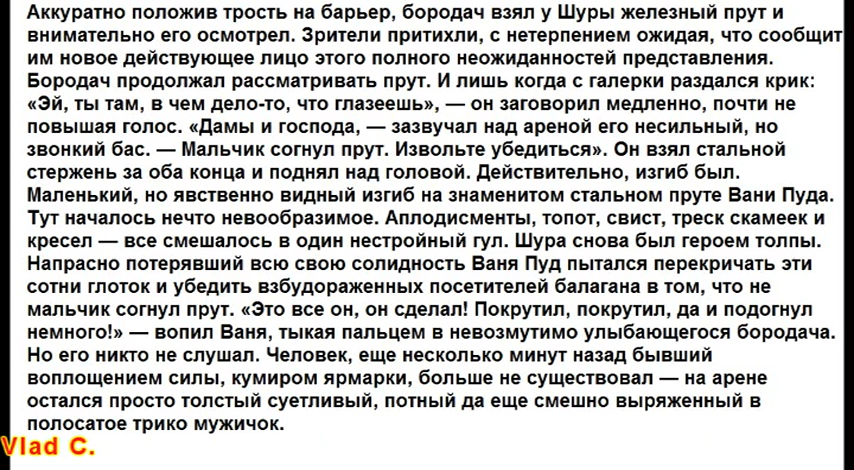 Аккуратно положив трость на барьер, бородач взял у Шуры железный прут и
внимательно его осмотрел. Зрители притихли, с нетерпением ожидая, что сообщит
им новое действующее лицо этого полного неожиданностей представления.
Бородач продолжал рассматривать прут. И лишь когда с галерки раздался крик:
«Эй, ты там, в чем дело-то, что глазеешь», — он заговорил медленно, почти не
повышая голос. «Дамы и господа, — зазвучал над ареной его несильный, но
звонкий бас. — Мальчик согнул прут. Извольте убедиться». Он взял стальной
стержень за оба конца и поднял над головой. Действительно, изгиб был.
Маленький, но явственно видный изгиб на знаменитом стальном пруте Вани Пуда.
Тут началось нечто невообразимое. Аплодисменты, топот, свист, треск скамеек и
кресел — все смешалось в один нестройный гул. Шура снова был героем толпы.
Напрасно потерявший всю свою солидность Ваня Пуд пытался перекричать эти
сотни глоток и убедить взбудораженных посетителей балагана в том, что не
мальчик согнул прут. «Это все он, он сделал! Покрутил, покрутил, да и подогнул
немного!» — вопил Ваня, тыкая пальцем в невозмутимо улыбающегося бородача.
Но его никто не слушал. Человек, еще несколько минут назад бывший
воплощением силы, кумиром ярмарки, больше не существовал — на арене
остался просто толстый суетливый, потный да еще смешно выряженный в
полосатое трико мужичок.
Vlad C.